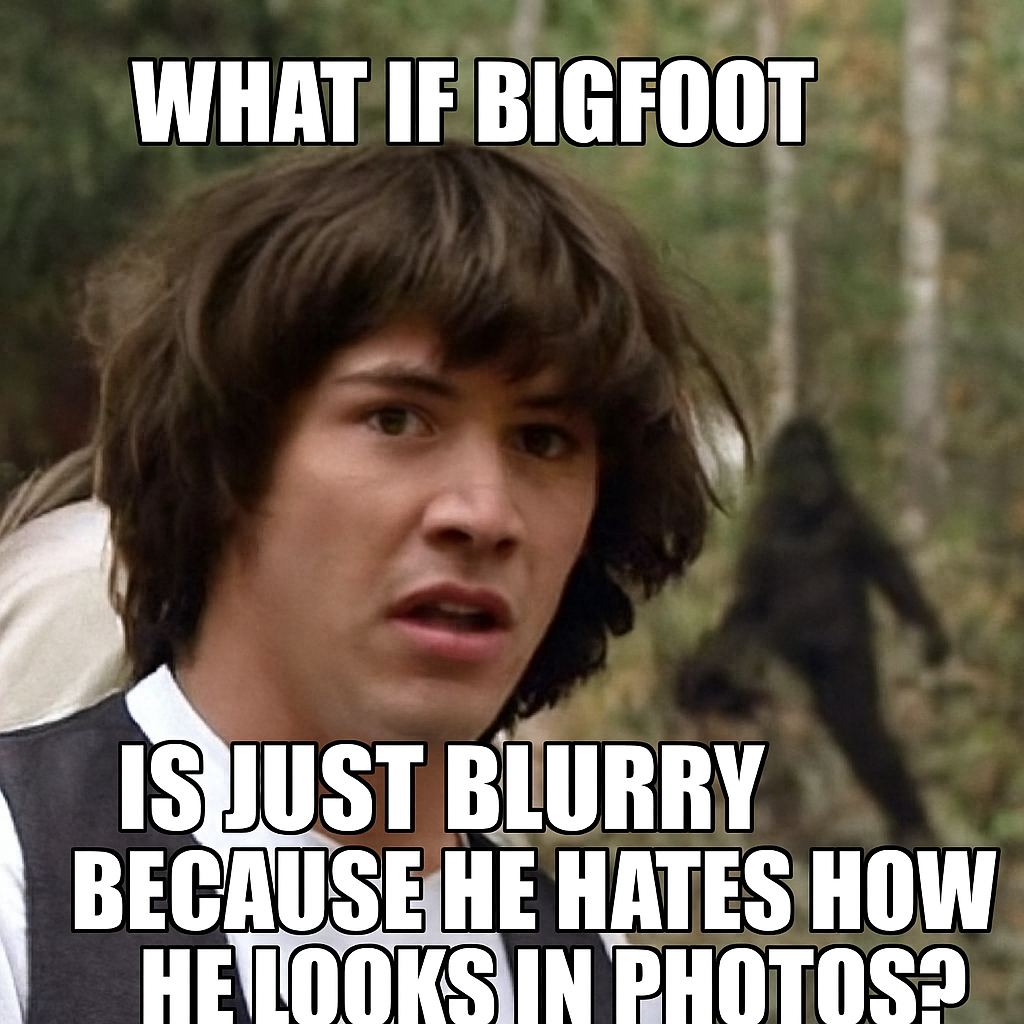 WHAT IF BIGFOOT
IS JUST BLURRY
BECAUSE HE HATES HOW
HE LOOKS IN PHOTOS?